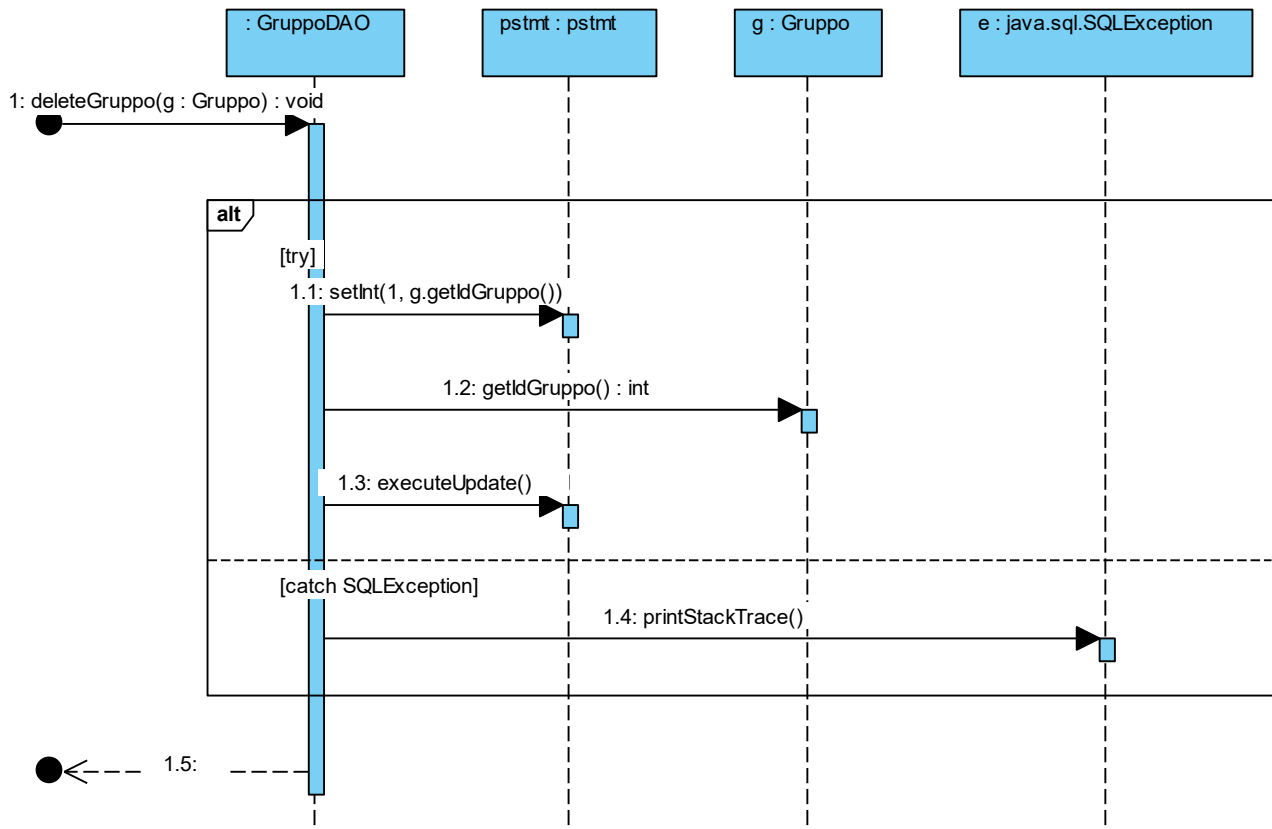 : GruppoDAO
pstmt : pstmt
g : Gruppo
e : java.sql.SQLException
1: deleteGruppo(g : Gruppo) : void
alt
[try]
1.1: setInt(1, g.getIdGruppo())
1.2: getIdGruppo() : int
1.3: executeUpdate()
[catch SQLException]
1.4: printStackTrace()
1.5: